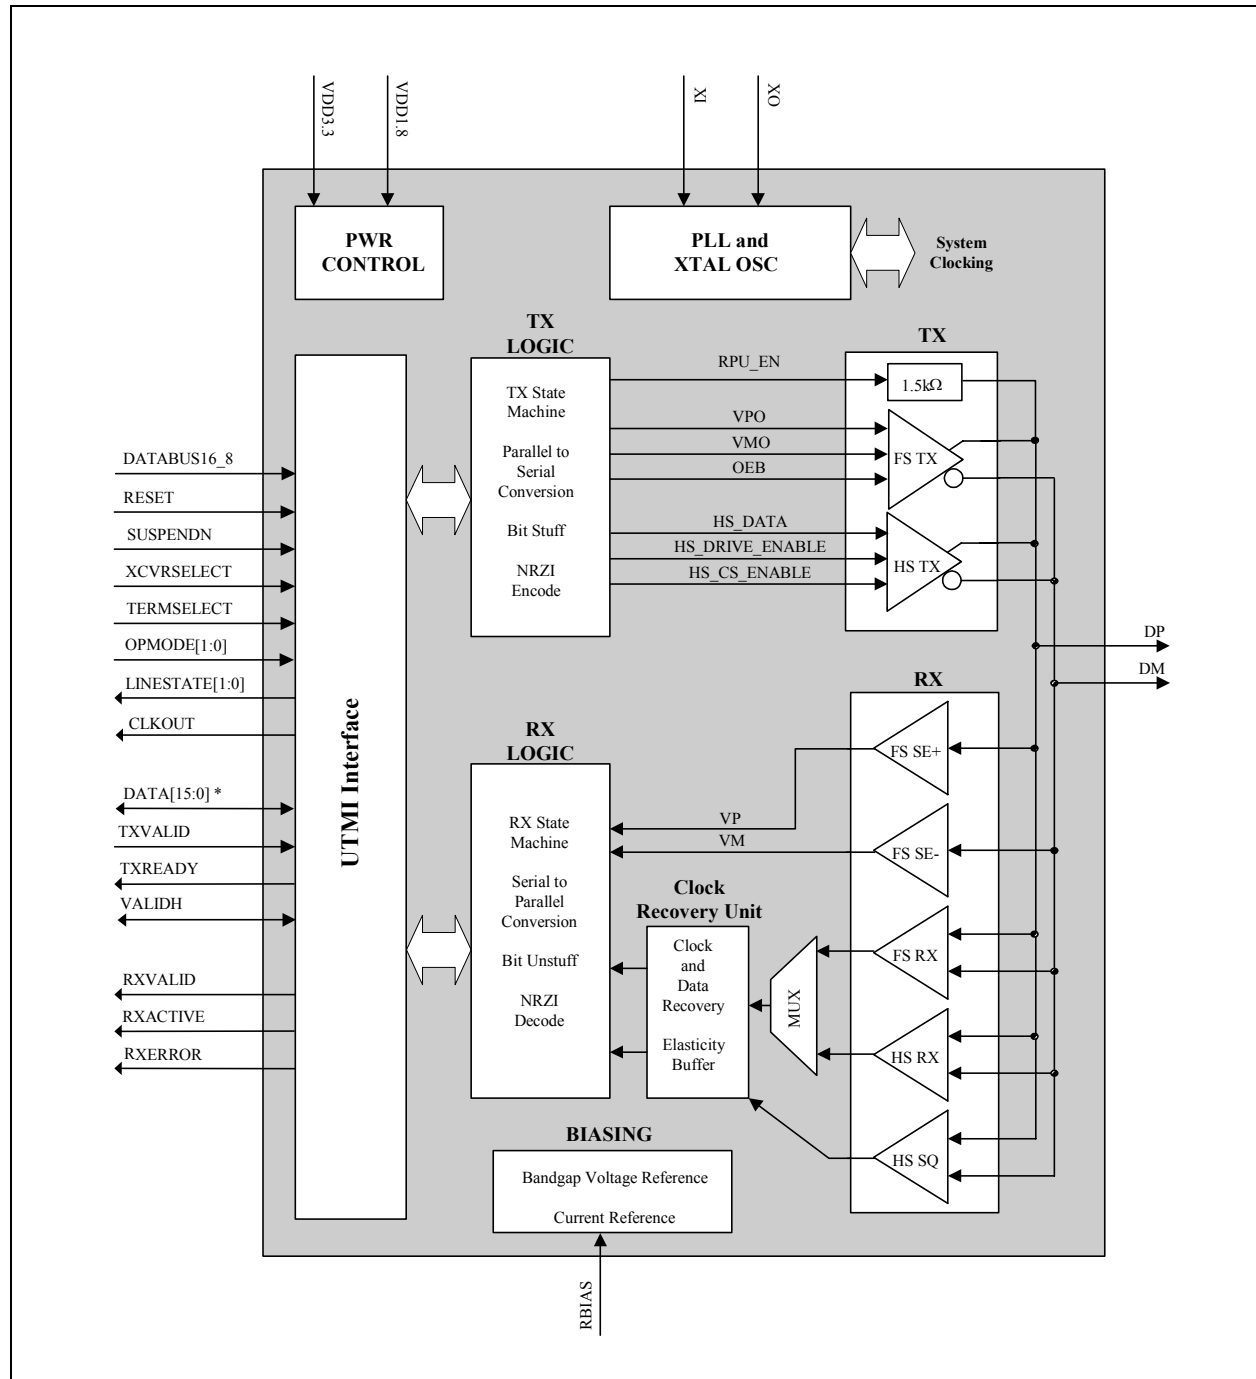 VDD3.3
VDD1.8
XI
XO
PWR
CONTROL
PLL and
XTAL OSC
System
Clocking
TX
LOGIC
TX State
Machine
Parallel to
Serial
Conversion
Bit Stuff
NRZI
Encode
RPU_EN
VPO
VMO
OEB
HS_DATA
HS_DRIVE_ENABLE
HS_CS_ENABLE
TX
1.5kΩ
FS TX
HS TX
DATABUS16_8
RESET
SUSPENDN
XCVRSELECT
TERMSELECT
OPMODE[1:0]
LINESTATE[1:0]
CLKOUT
DATA[15:0] *
TXVALID
TXREADY
VALIDH
RXVALID
RXACTIVE
RXERROR
UTMI Interface
DP
DM
RX
LOGIC
RX State
Machine
Serial to
Parallel
Conversion
Bit Unstuff
NRZI
Decode
VP
VM
Clock
Recovery Unit
Clock
and
Data
Recovery
Elasticity
Buffer
MUX
RX
FS SE+
FS SE-
FS RX
HS RX
HS SQ
BIASING
Bandgap Voltage Reference
Current Reference
RBIAS